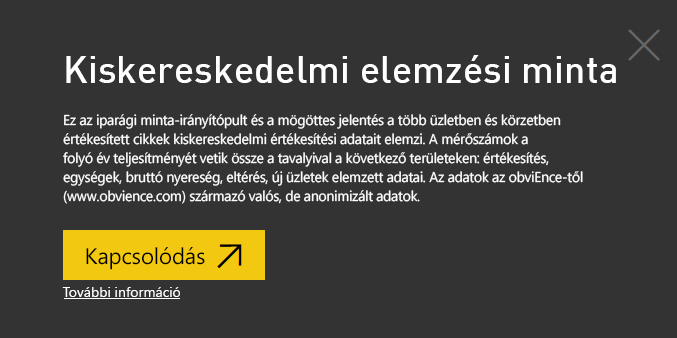 Kiskereskedelmi elemzési minta
Ez az iparági minta-irányítópult és a mögöttes jelentés a több üzletben és körzetben
értékesített cikkek kiskereskedelmi értékesítési adatait elemzi. A mérőszámok a
folyó év teljesítményét vetik össze a tavalyival a következő területeken: értékesítés,
egységek, bruttó nyereség, eltérés, új üzletek elemzett adatai. Az adatok az obviEnce-től
(www.obvience.com) származó valós, de anonimizált adatok.
Kapcsolódás
További információ